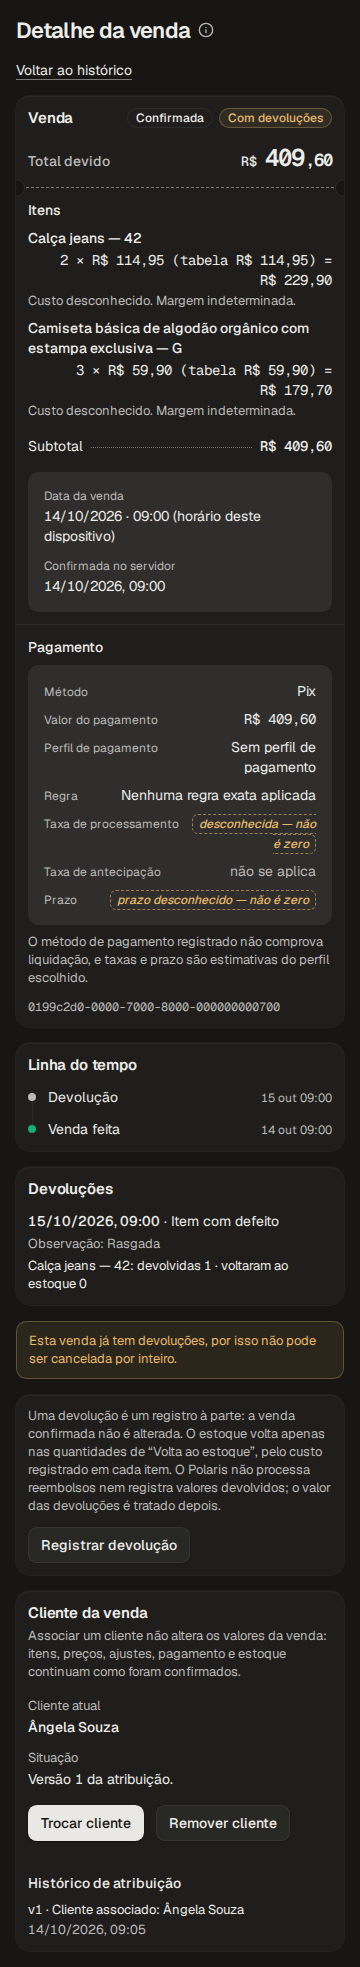 Detalhe da venda
Voltar ao histórico
Venda Confirmada Com devoluções
Total devido R$ 409,60
Itens
Calça jeans — 42
2 × R$ 114,95 (tabela R$ 114,95) =
R$ 229,90
Custo desconhecido. Margem indeterminada.
Camiseta básica de algodão orgânico com
estampa exclusiva — G
3 × R$ 59,90 (tabela R$ 59,90) =
R$ 179,70
Custo desconhecido. Margem indeterminada.
Subtotal R$ 409,60
Data da venda
14/10/2026 · 09:00 (horário deste
dispositivo)
Confirmada no servidor
14/10/2026, 09:00
Pagamento
Método Pix
Valor do pagamento R$ 409,60
Perfil de pagamento Sem perfil de
pagamento
Regra Nenhuma regra exata aplicada
Taxa de processamento desconhecida — não
é zero
Taxa de antecipação não se aplica
Prazo prazo desconhecido — não é zero
O método de pagamento registrado não comprova
liquidação, e taxas e prazo são estimativas do perfil
escolhido.
0199c2d0-0000-7000-8000-000000000700
Linha do tempo
Devolução 15 out 09:00
Venda feita 14 out 09:00
Devoluções
15/10/2026, 09:00 · Item com defeito
Observação: Rasgada
Calça jeans — 42: devolvidas 1 · voltaram ao
estoque 0
Esta venda já tem devoluções, por isso não pode
ser cancelada por inteiro.
Uma devolução é um registro à parte: a venda
confirmada não é alterada. O estoque volta apenas
nas quantidades de “Volta ao estoque”, pelo custo
registrado em cada item. O Polaris não processa
reembolsos nem registra valores devolvidos; o valor
das devoluções é tratado depois.
Registrar devolução
Cliente da venda
Associar um cliente não altera os valores da venda:
itens, preços, ajustes, pagamento e estoque
continuam como foram confirmados.
Cliente atual
Ângela Souza
Situação
Versão 1 da atribuição.
Trocar cliente Remover cliente
Histórico de atribuição
v1 · Cliente associado: Ângela Souza
14/10/2026, 09:05